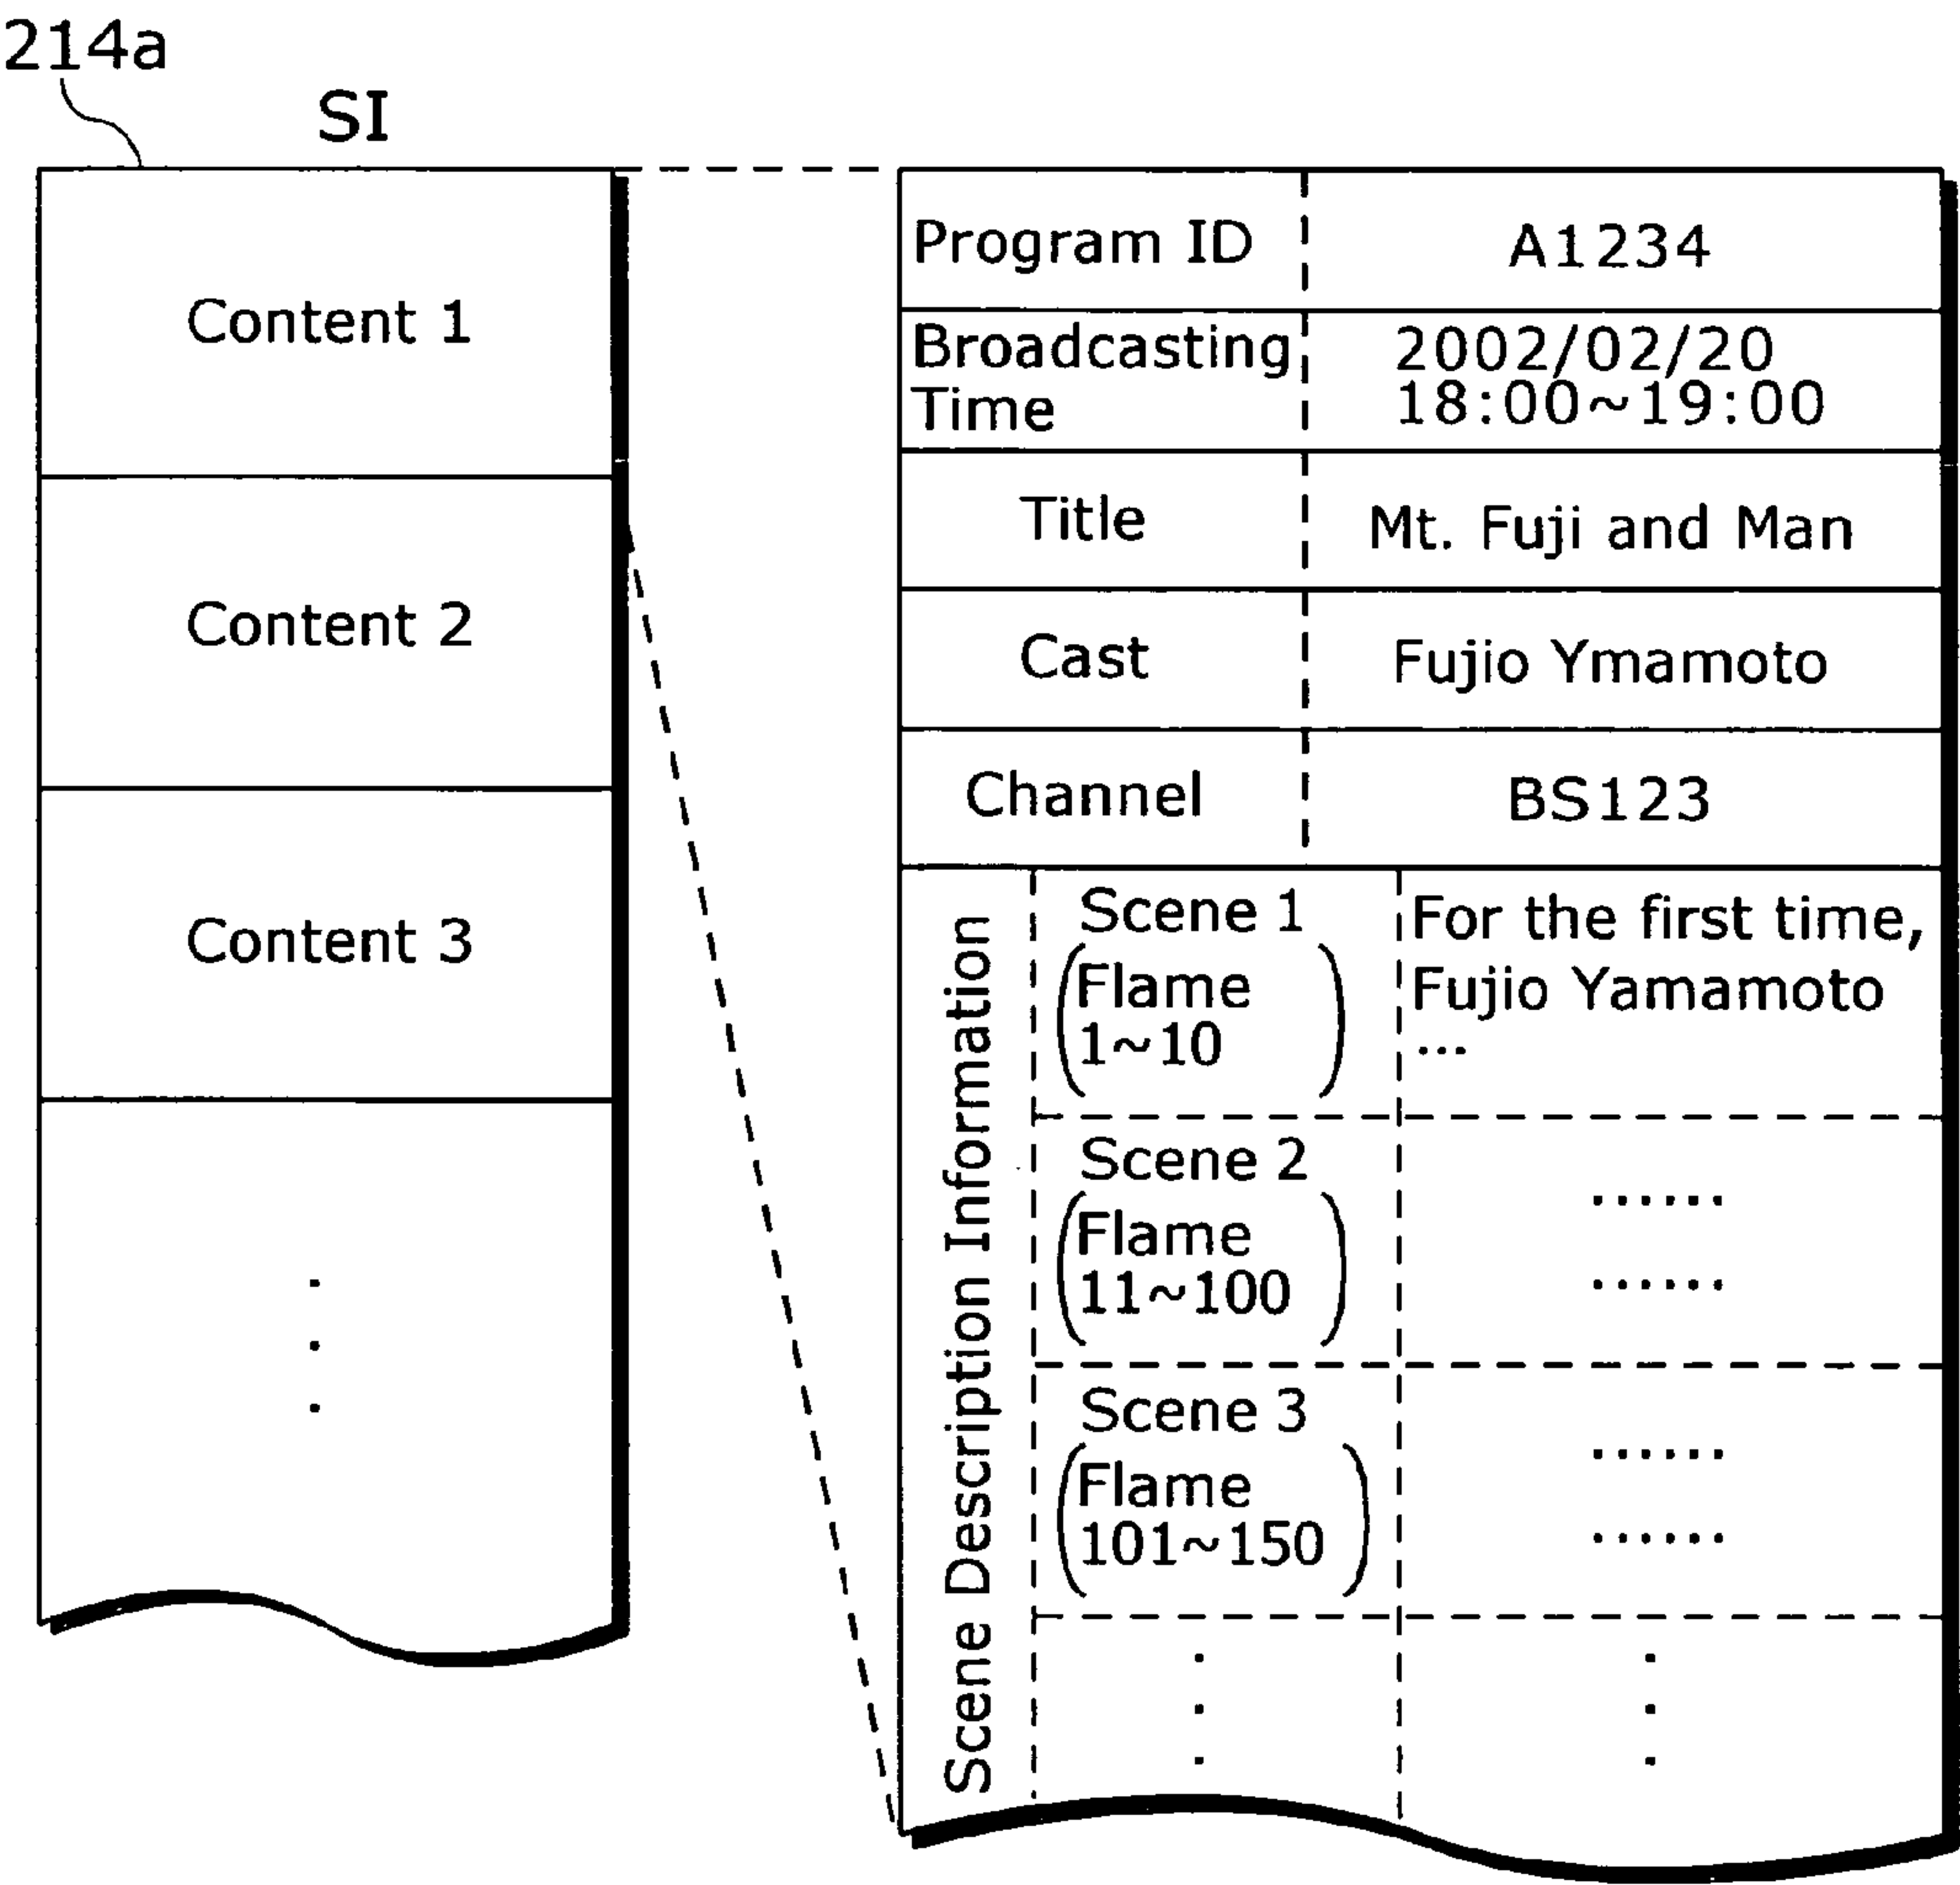 214a
SI
Content 1
Content 2
Content 3
Program ID
A1234
Broadcasting
Time
2002/02/20
18:00~19:00
Title
Mt. Fuji and Man
Cast
Fujio Ymamoto
Channel
BS123
Scene Description Information
Scene 1
(Flame
1~10)
For the first time,
Fujio Yamamoto
...
Scene 2
(Flame
11~100)
......
......
Scene 3
(Flame
101~150)
......
......